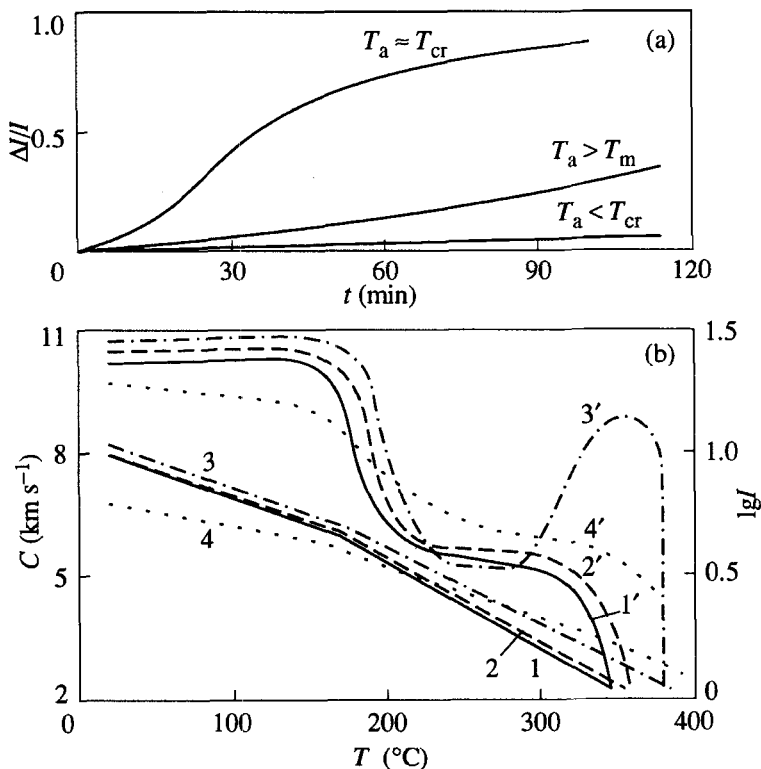 1.0
(a)
T_a ≈ T_cr
ΔI/I
0.5
T_a > T_m
T_a < T_cr
0
30
60
90
120
t (min)
11
1.5
(b)
3′
8
3
1.0
C (km s⁻¹)
lgI
4
4′
2′
5
0.5
1′
2
1
2
0
0
100
200
300
400
T (°C)